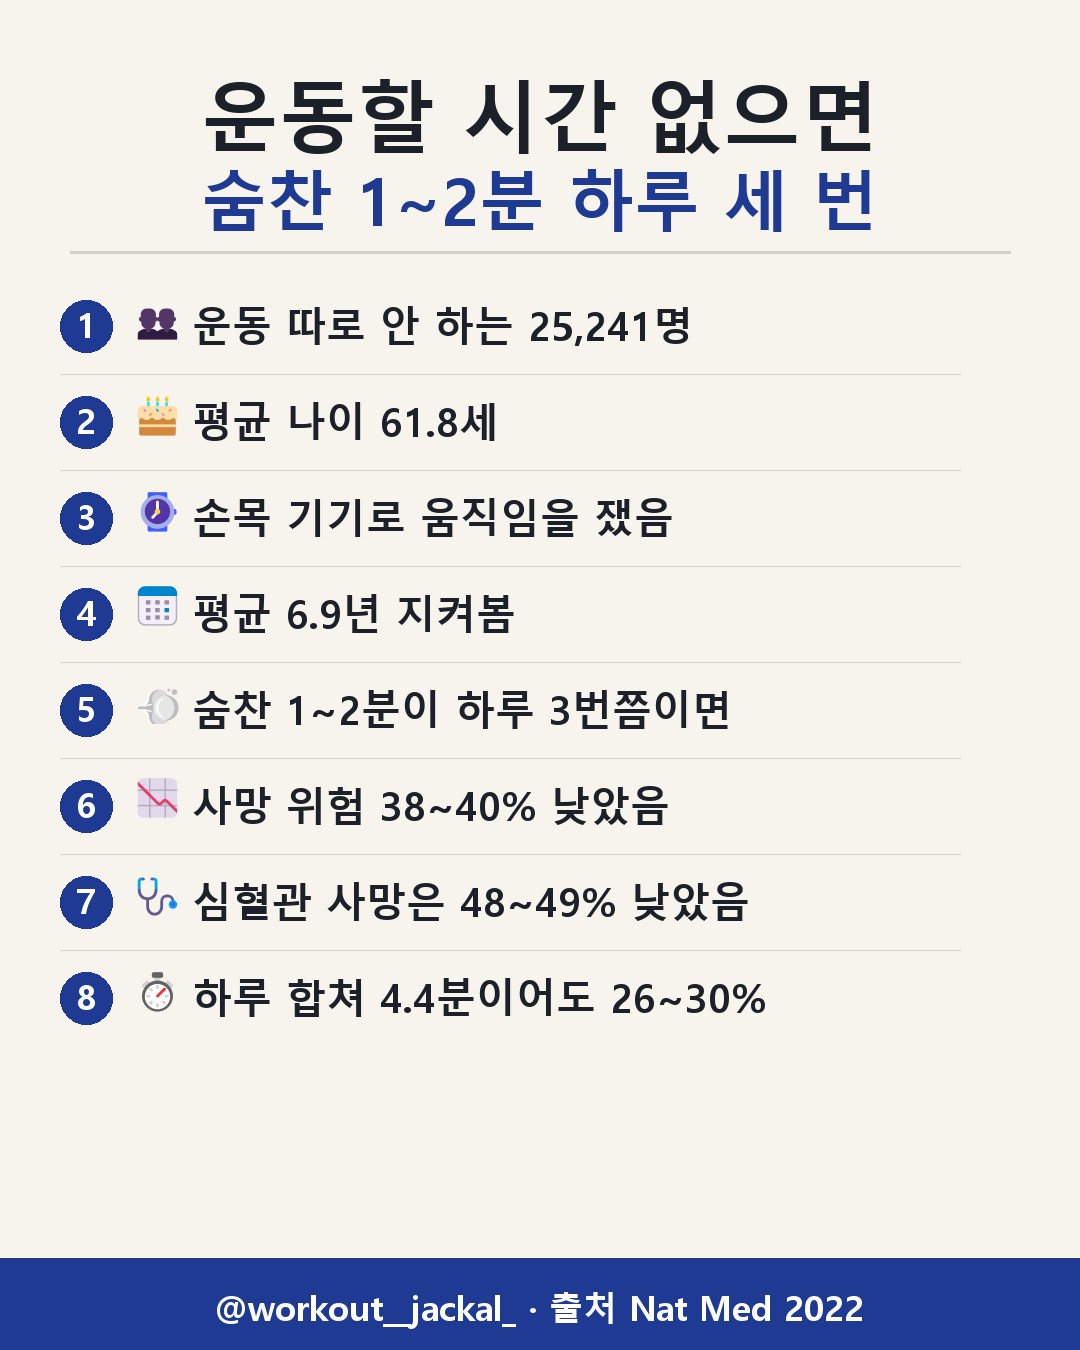 운동할 시간 없으면
숨찬 1~2분 하루 세 번
1 운동 따로 안 하는 25,241명
2 평균 나이 61.8세
3 손목 기기로 움직임을 쟀음
4 평균 6.9년 지켜봄
5 숨찬 1~2분이 하루 3번쯤이면
6 사망 위험 38~40% 낮았음
7 심혈관 사망은 48~49% 낮았음
8 하루 합쳐 4.4분이어도 26~30%
@workout__jackal_ · 출처 Nat Med 2022